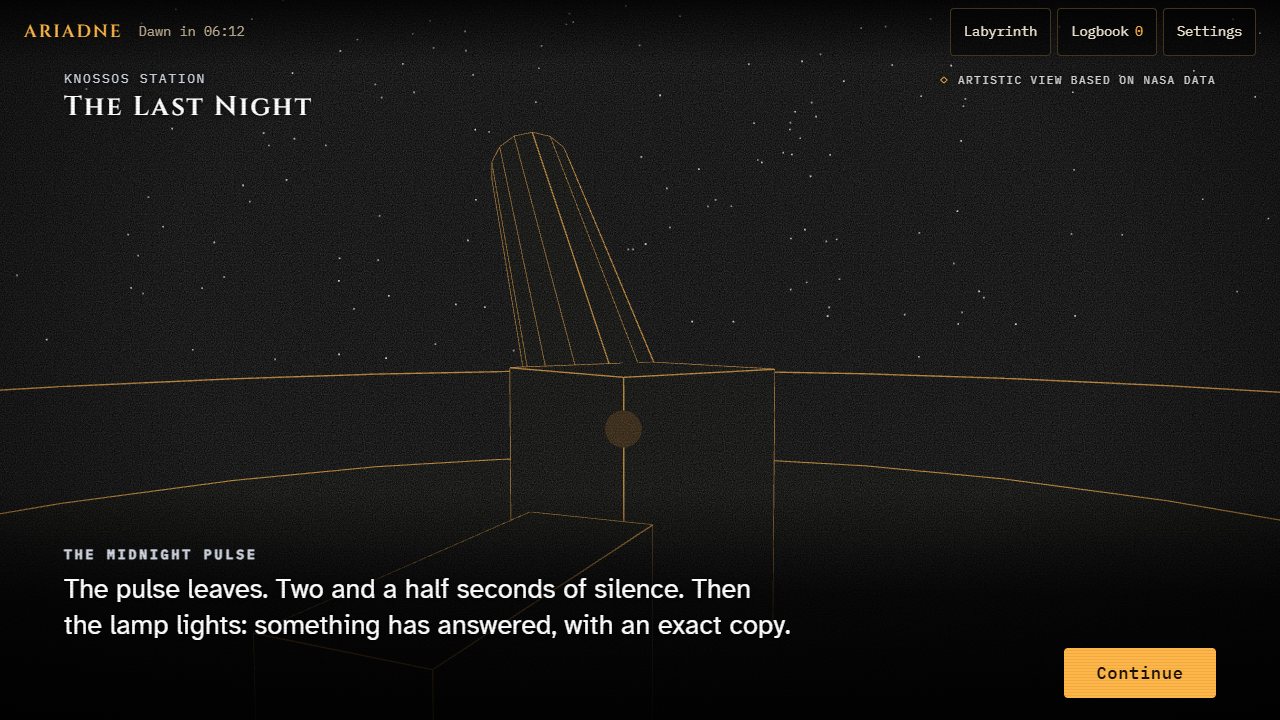 ARIADNE Dawn in 06:12 Labyrinth Logbook 0 Settings
KNOSSOS STATION
◇ ARTISTIC VIEW BASED ON NASA DATA
The Last Night
THE MIDNIGHT PULSE
The pulse leaves. Two and a half seconds of silence. Then
the lamp lights: something has answered, with an exact copy.
Continue